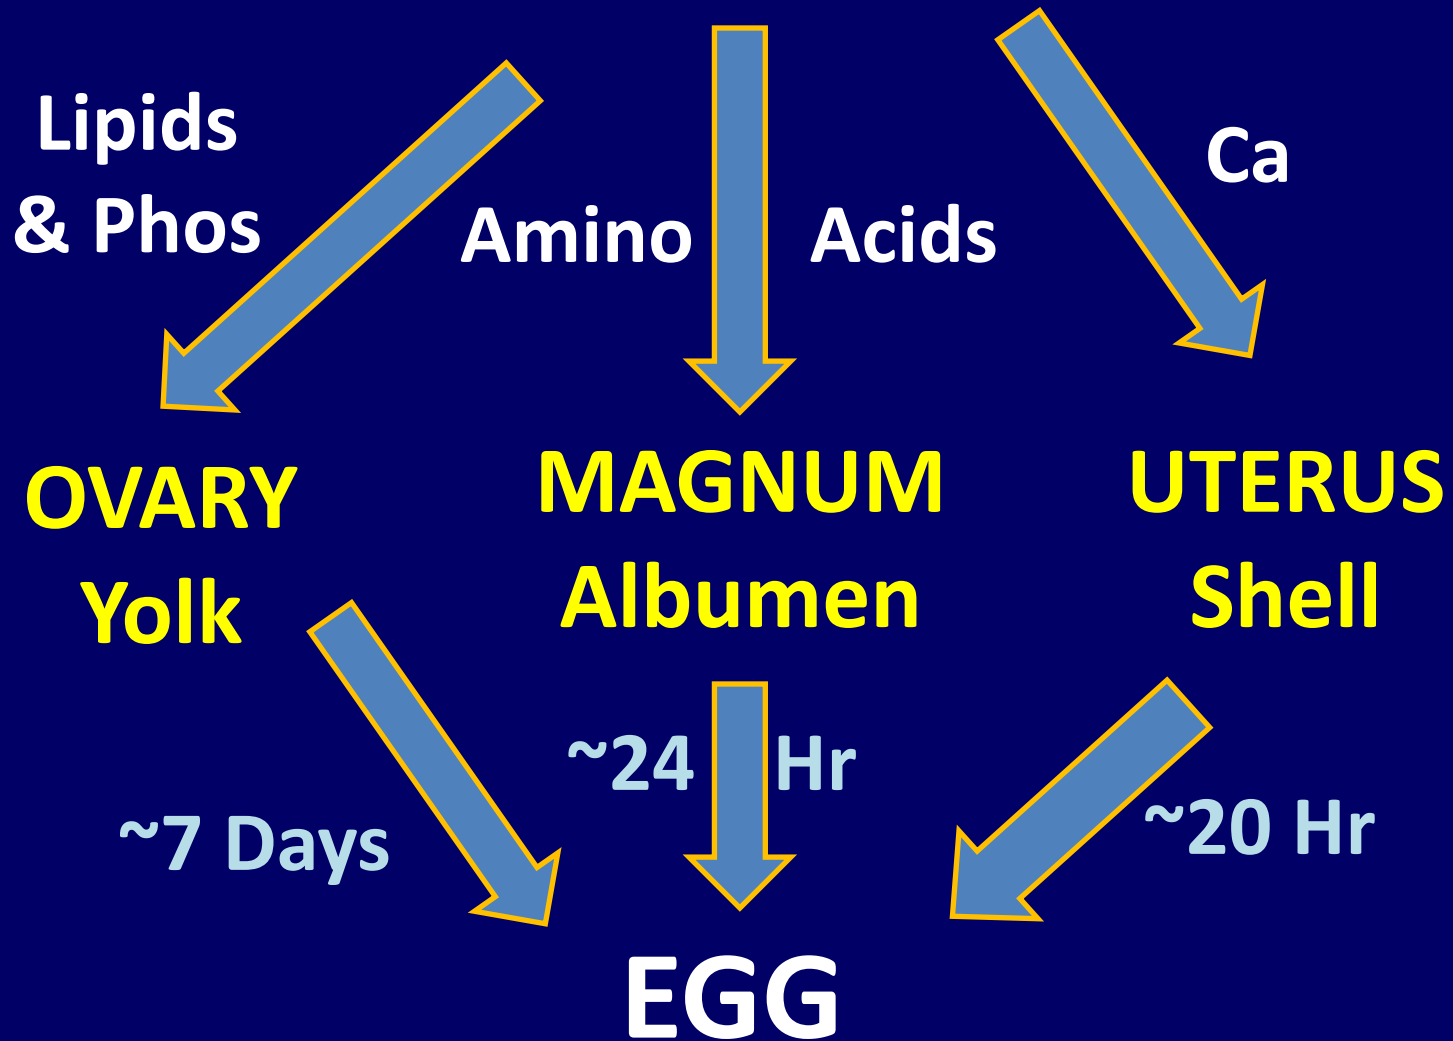 Lipids
& Phos
Amino Acids
Ca
OVARY
Yolk
MAGNUM
Albumen
UTERUS
Shell
~7 Days
~24 Hr
~20 Hr
EGG